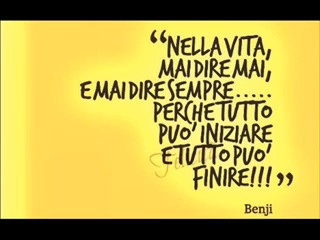 “NELLA VITA,
MAI DIRE MAI,
E MAI DIRE SEMPRE.....
PERCHE TUTTO
PUO' INIZIARE
E TUTTO PUO'
FINIRE!!!”
Benji